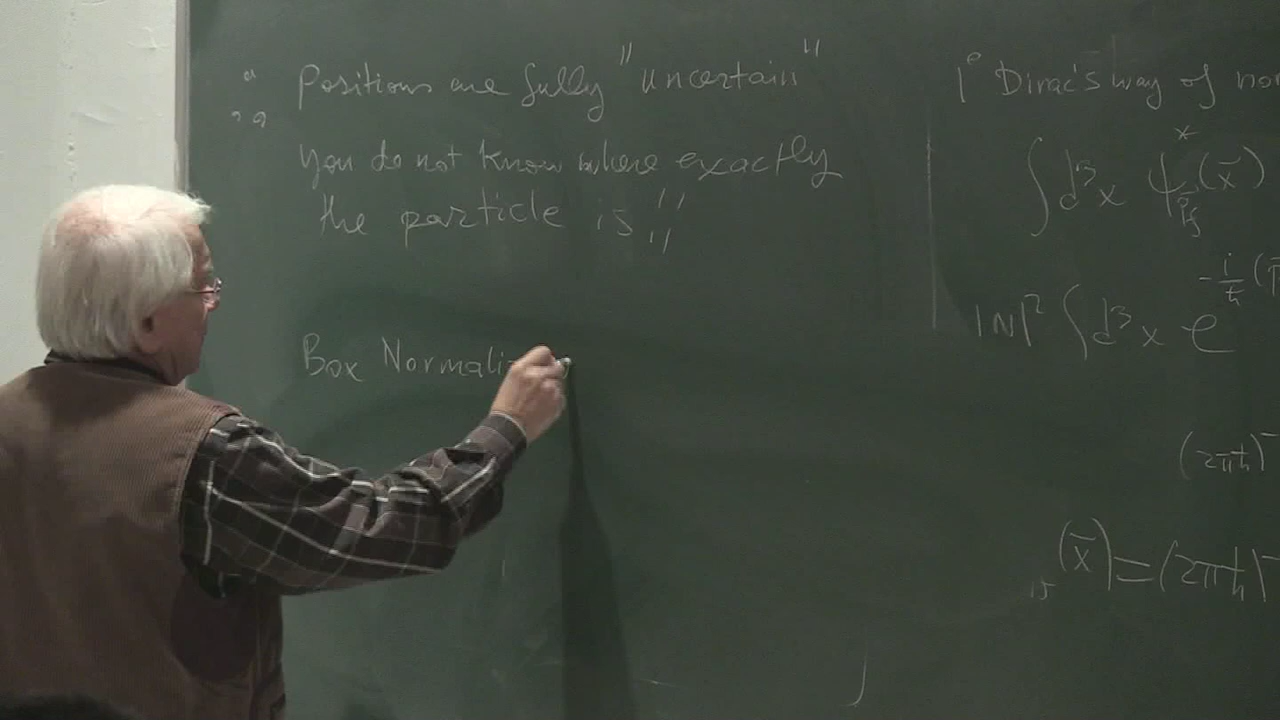 Positions are fully "uncertain"
you do not know where exactly
the particle is"
Box Normali
1° Dirac's way of
∫d³x ψ*(x⃗)
|N|² ∫d³x e^{-i/ħ (p⃗
(2πħ)⁻
(x⃗)=(2πħ)⁻